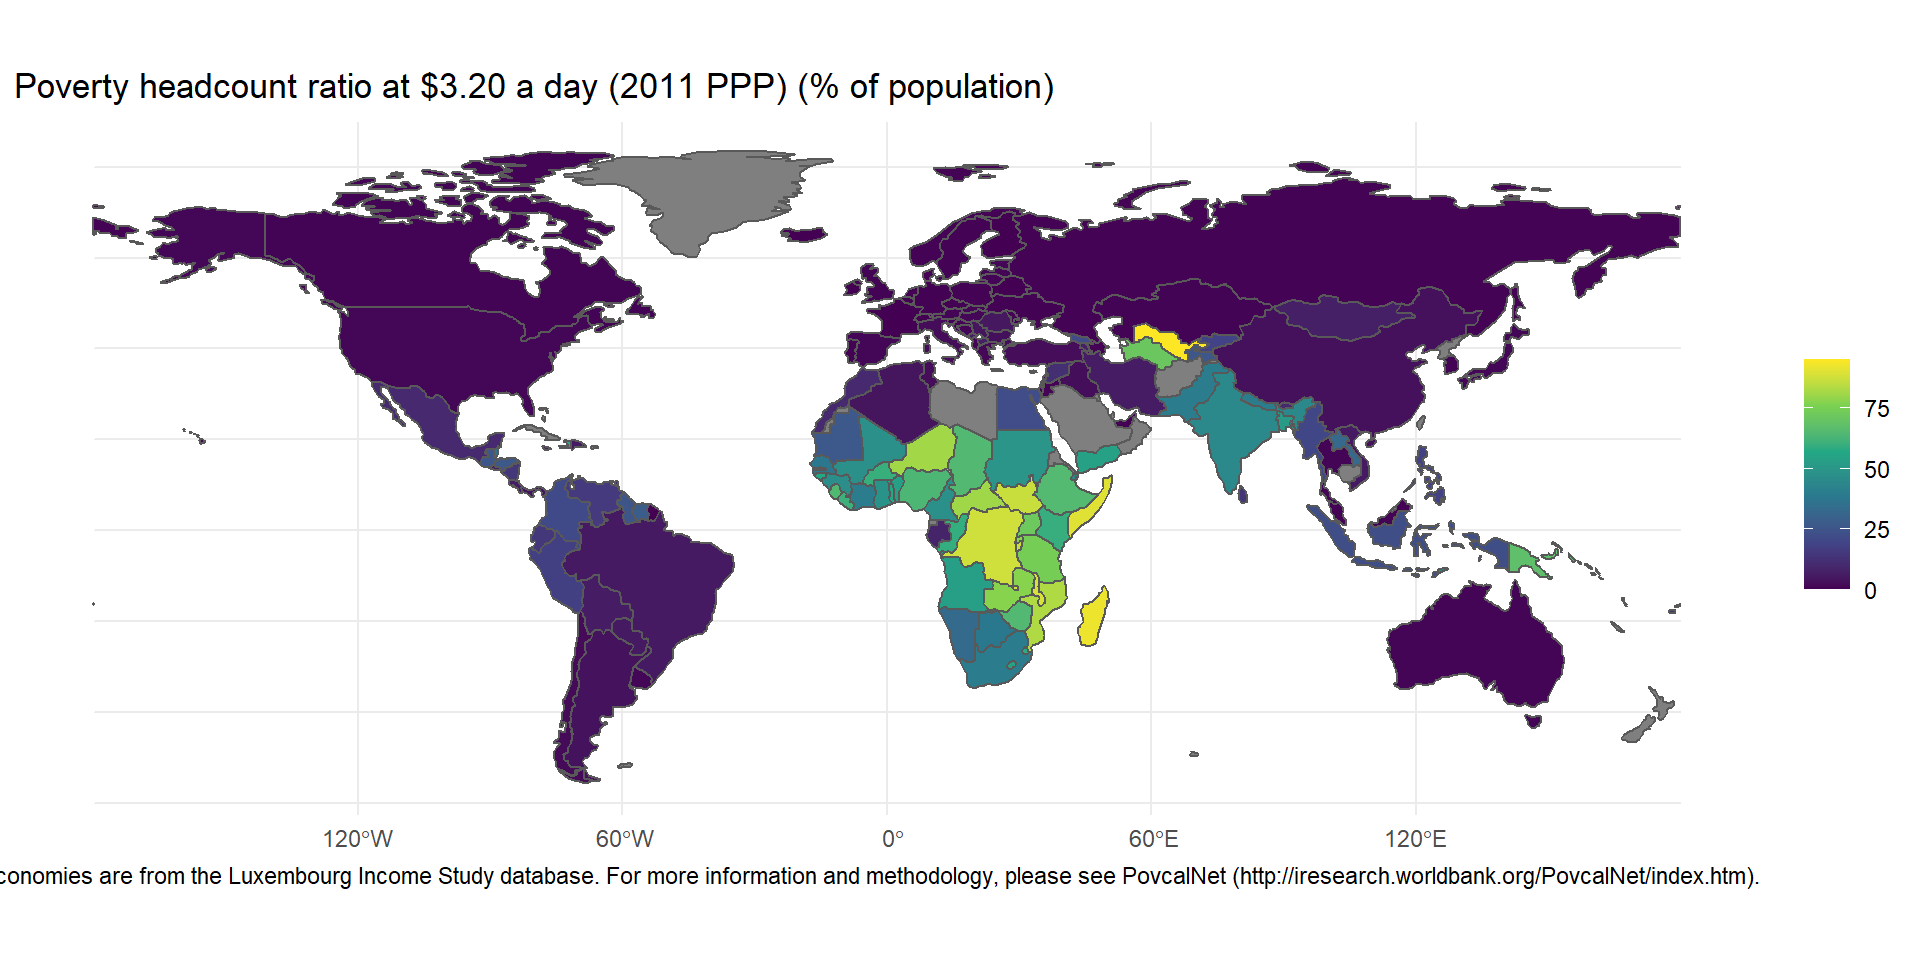 Poverty headcount ratio at $3.20 a day (2011 PPP) (% of population)
75
50
25
0
120°W 60°W 0° 60°E 120°E
conomies are from the Luxembourg Income Study database. For more information and methodology, please see PovcalNet (http://iresearch.worldbank.org/PovcalNet/index.htm).